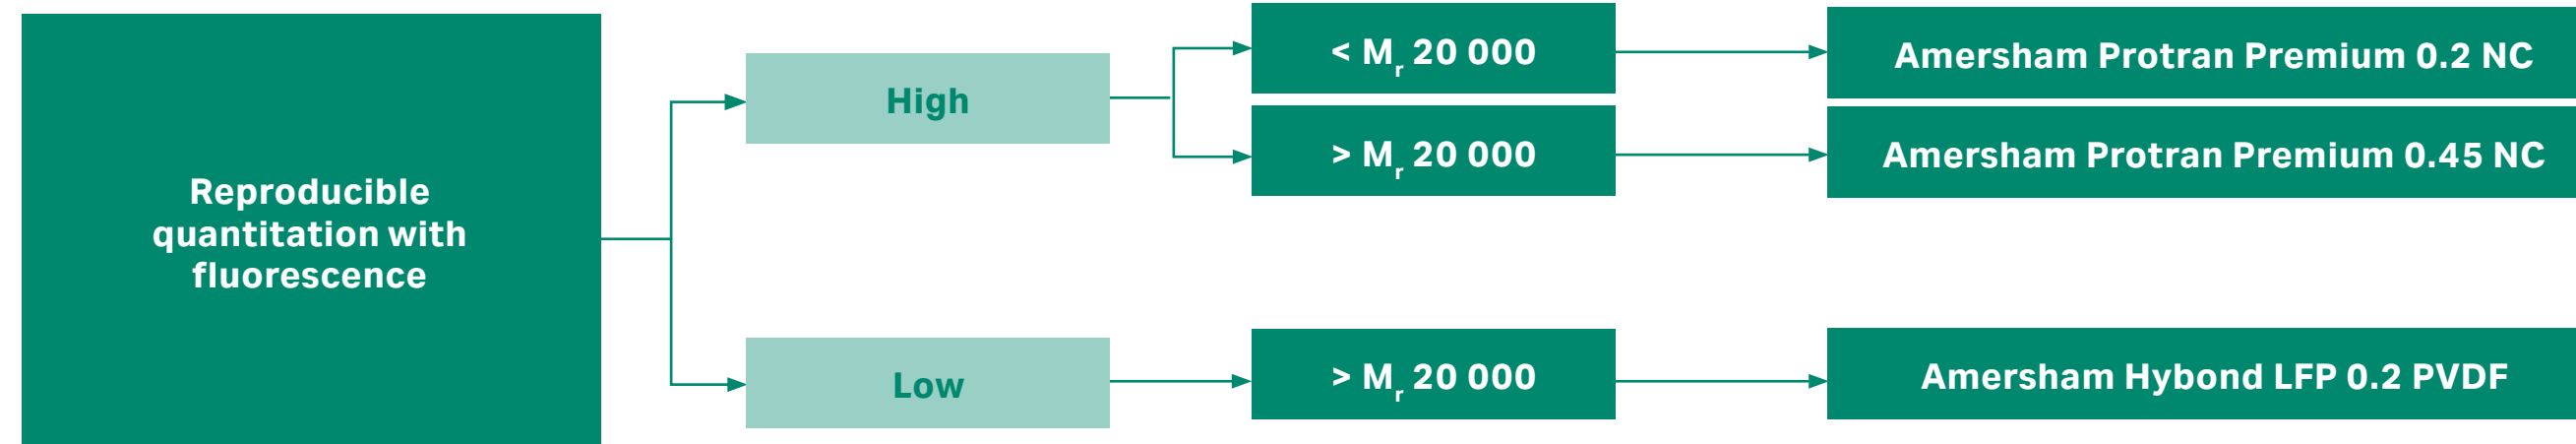 Reproducible
quantitation with
fluorescence
High
< Mr 20 000
Amersham Protran Premium 0.2 NC
> Mr 20 000
Amersham Protran Premium 0.45 NC
Low
> Mr 20 000
Amersham Hybond LFP 0.2 PVDF